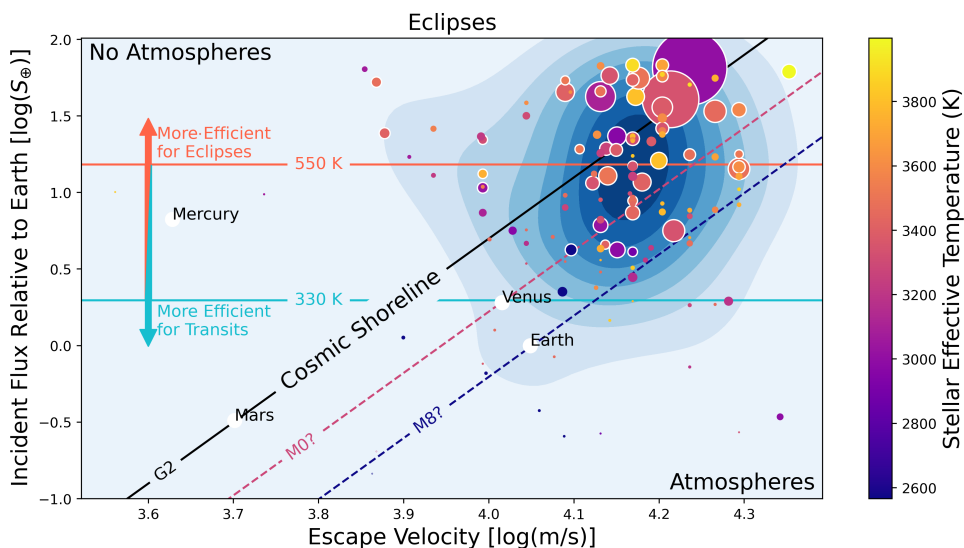 Eclipses
No Atmospheres
More Efficient
for Eclipses
550 K
Mercury
330 K
More Efficient
for Transits
Venus
Earth
Cosmic Shoreline
Mars
G2
M0?
M8?
Atmospheres
2.0
1.5
1.0
0.5
0.0
−0.5
−1.0
3.6
3.7
3.8
3.9
4.0
4.1
4.2
4.3
Escape Velocity [log(m/s)]
Incident Flux Relative to Earth [log(S⊕)]
3800
3600
3400
3200
3000
2800
2600
Stellar Effective Temperature (K)